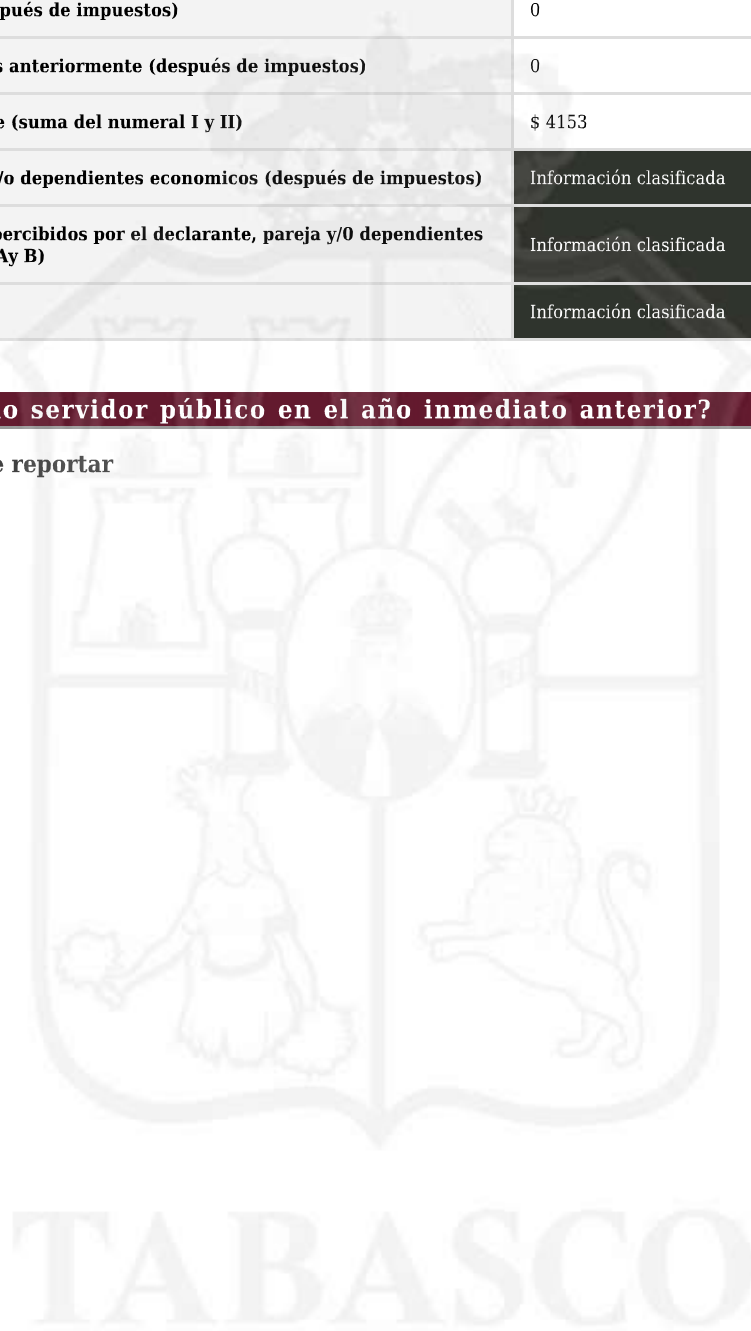 pués de impuestos)
0
s anteriormente (después de impuestos)
0
e (suma del numeral I y II)
$ 4153
/o dependientes economicos (después de impuestos)
Información clasificada
percibidos por el declarante, pareja y/0 dependientes
Ay B)
Información clasificada
Información clasificada
o servidor público en el año inmediato anterior?
e reportar
TABASCO